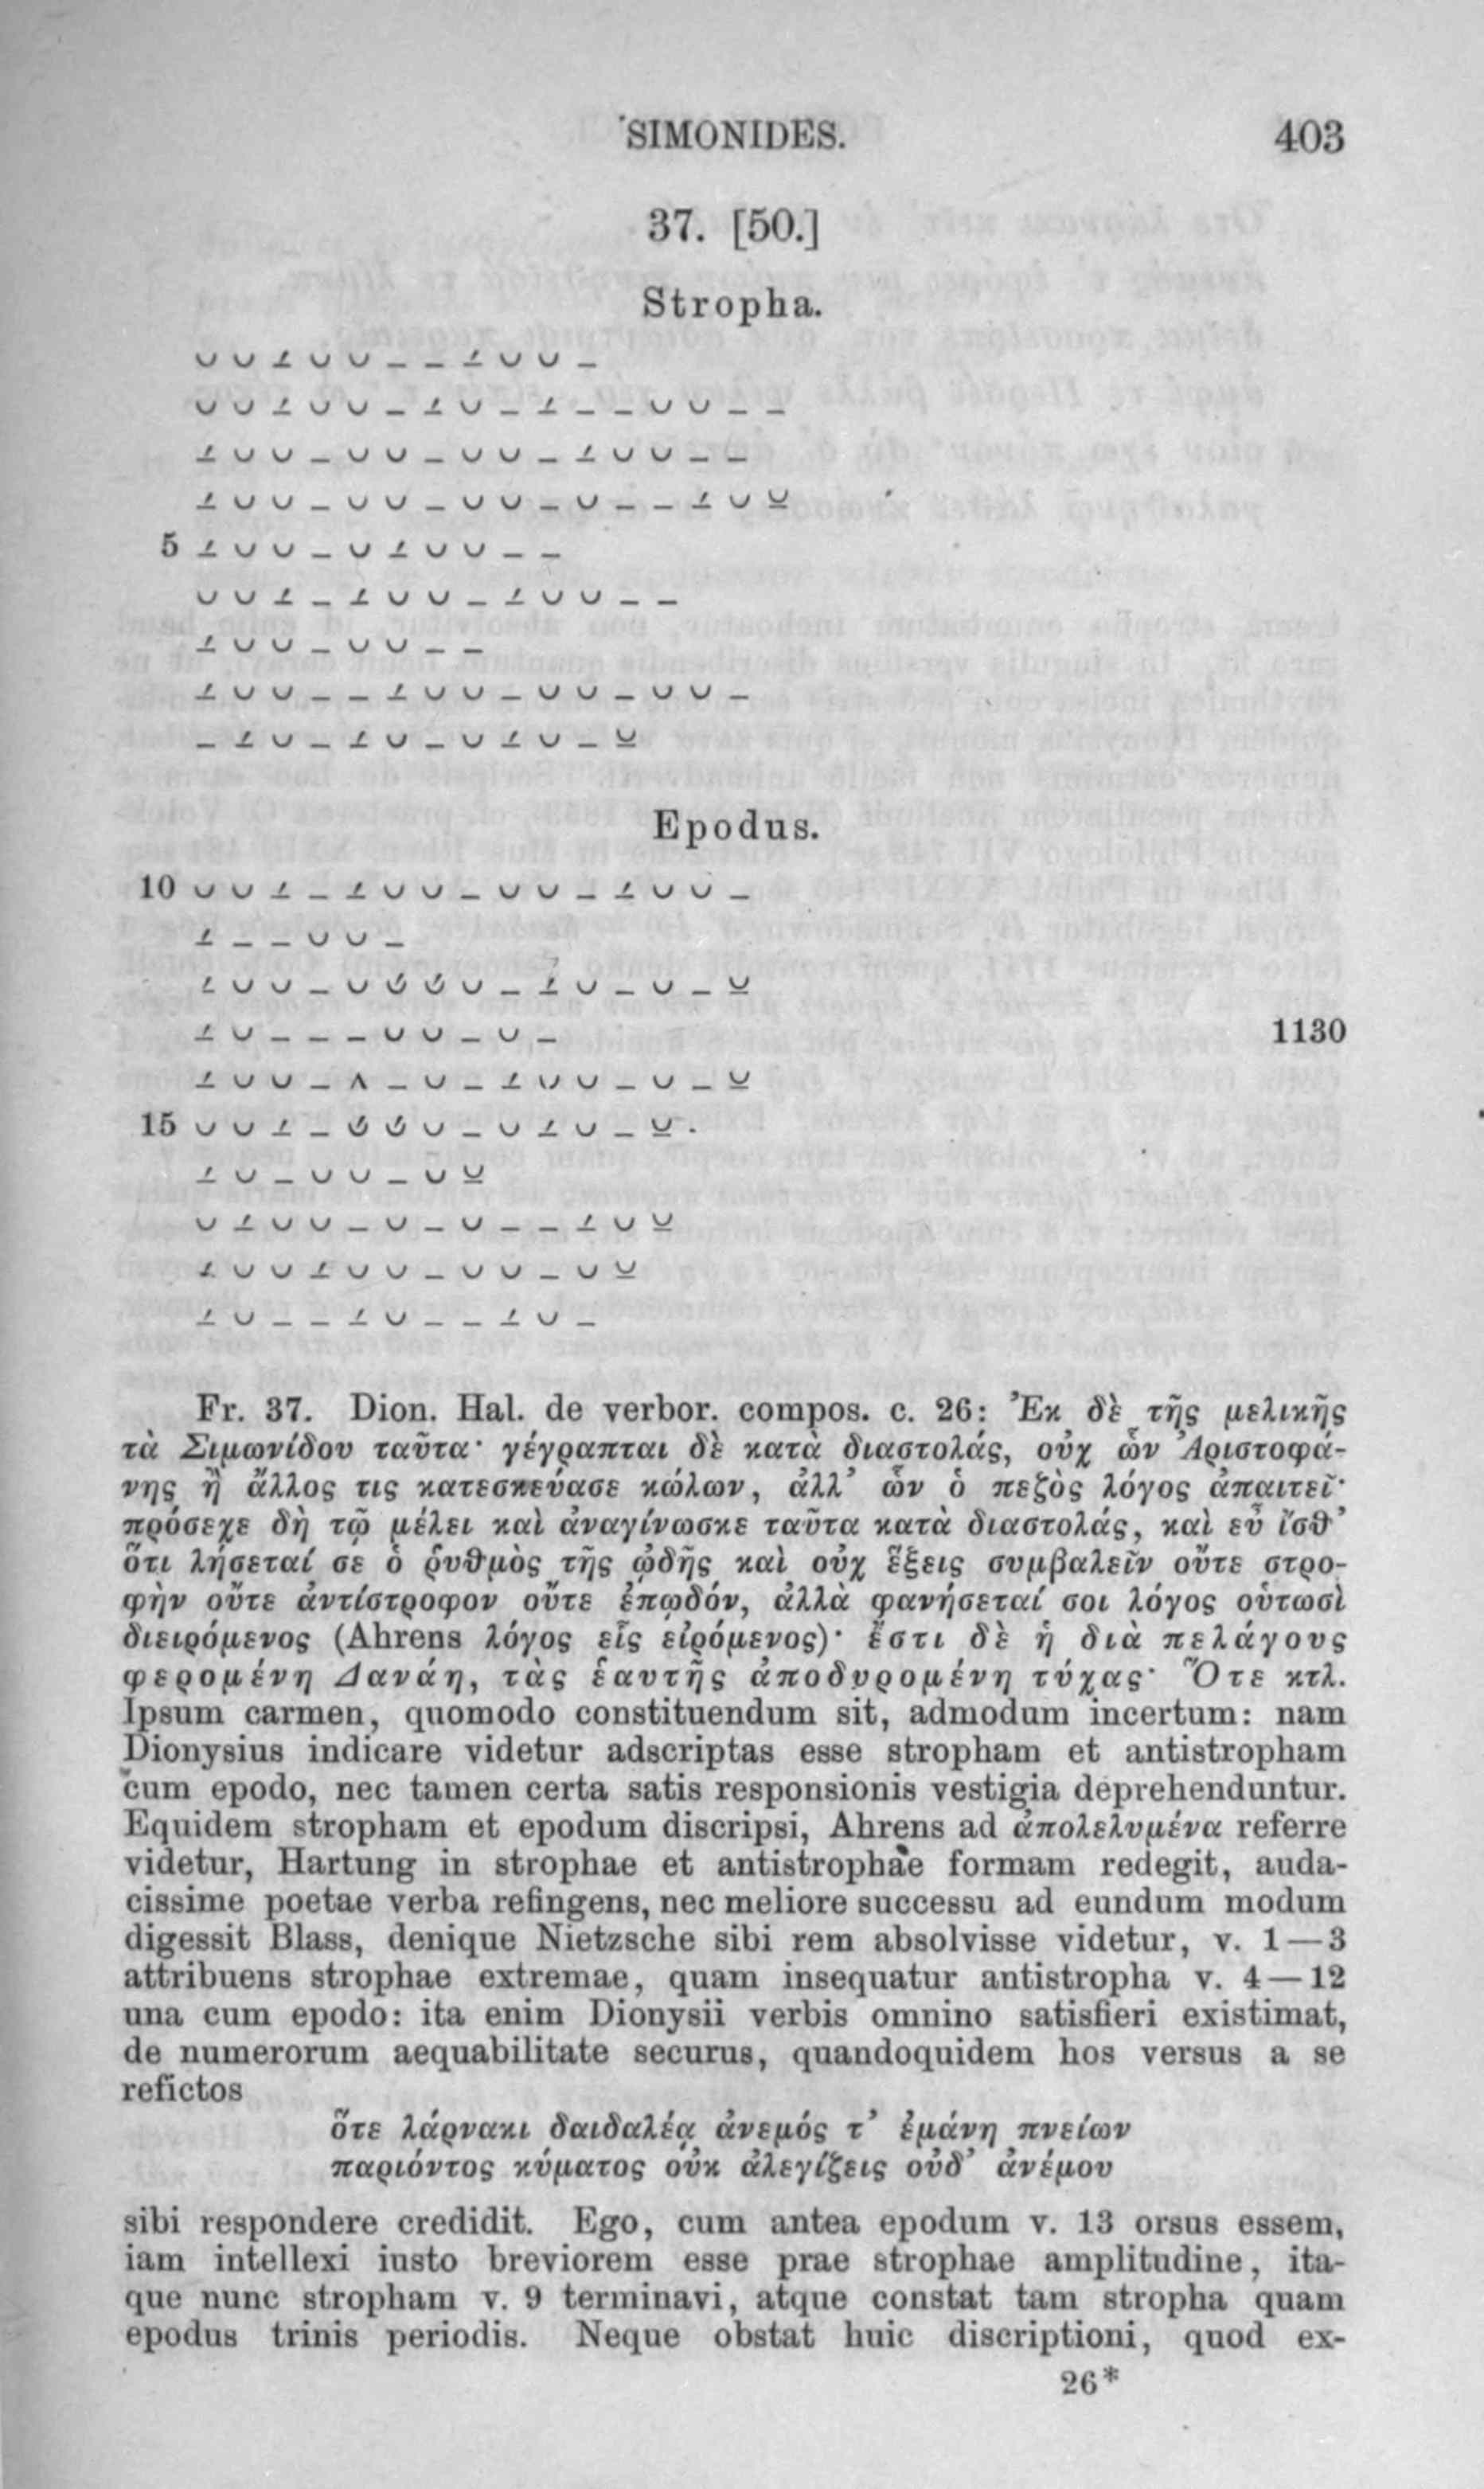 SIMONIDES. 403
37. [50.]
Stropha.
∪ ∪ –́ ∪ ∪ – – –́ ∪ ∪ –
∪ ∪ –́ ∪ ∪ – –́ ∪ – –́ – – ∪ ∪ – –
–́ ∪ ∪ – ∪ ∪ – ∪ ∪ – –́ ∪ ∪ – –
–́ ∪ ∪ – ∪ ∪ – ∪ ∪ – ∪ – – –́ ∪ ⊻
5 –́ ∪ ∪ – ∪ –́ ∪ ∪ – –
∪ ∪ –́ – –́ ∪ ∪ – –́ ∪ ∪ – –
–́ ∪ ∪ – ∪ ∪ – –
–́ ∪ ∪ – – –́ ∪ ∪ – ∪ ∪ – ∪ ∪ –
– –́ ∪ – –́ ∪ – ∪ –́ ∪ – ⊻
Epodus.
10 ∪ ∪ –́ – –́ ∪ ∪ – ∪ ∪ – –́ ∪ ∪ –
–́ – – ∪ ∪ –
–́ ∪ ∪ – ∪ ∪́ ∪́ ∪ – –́ ∪ – ∪ – ⊻
–́ ∪ – – – ∪ ∪ – ∪ – 1130
–́ ∪ ∪ – ∧ – ∪ – –́ ∪ ∪ – ∪ – ⊻
15 ∪ ∪ –́ – ∪́ ∪́ ∪ – ∪ –́ ∪ – ⊻ .
–́ ∪ – ∪ ∪ – ∪ ⊻
∪ –́ ∪ ∪ – ∪ – ∪ – – –́ ∪ ⊻
–́ ∪ ∪ –́ ∪ ∪ – ∪ ∪ – ∪ ⊻
–́ ∪ – – –́ ∪ – – –́ ∪ –
Fr. 37. Dion. Hal. de verbor. compos. c. 26: Ἐκ δὲ τῆς μελικῆς
τὰ Σιμωνίδου ταῦτα· γέγραπται δὲ κατὰ διαστολάς, οὐχ ὧν Ἀριστοφά-
νης ἢ ἄλλος τις κατεσκεύασε κώλων, ἀλλ’ ὧν ὁ πεζὸς λόγος ἀπαιτεῖ·
πρόσεχε δὴ τῷ μέλει καὶ ἀναγίνωσκε ταῦτα κατὰ διαστολάς, καὶ εὖ ἴσθ’
ὅτι λήσεταί σε ὁ ῥυθμὸς τῆς ᾠδῆς καὶ οὐχ ἕξεις συμβαλεῖν οὔτε στρο-
φὴν οὔτε ἀντίστροφον οὔτε ἐπῳδόν, ἀλλὰ φανήσεταί σοι λόγος οὑτωσὶ
διειρόμενος (Ahrens λόγος εἷς εἰρόμενος)· ἔστι δὲ ἡ διὰ πελάγους
φερομένη Δανάη, τὰς ἑαυτῆς ἀποδυρομένη τύχας· Ὅτε κτλ.
Ipsum carmen, quomodo constituendum sit, admodum incertum: nam
Dionysius indicare videtur adscriptas esse stropham et antistropham
cum epodo, nec tamen certa satis responsionis vestigia deprehenduntur.
Equidem stropham et epodum discripsi, Ahrens ad ἀπολελυμένα referre
videtur, Hartung in strophae et antistrophae formam redegit, auda-
cissime poetae verba refingens, nec meliore successu ad eundum modum
digessit Blass, denique Nietzsche sibi rem absolvisse videtur, v. 1—3
attribuens strophae extremae, quam insequatur antistropha v. 4—12
una cum epodo: ita enim Dionysii verbis omnino satisfieri existimat,
de numerorum aequabilitate securus, quandoquidem hos versus a se
refictos
ὅτε λάρνακι δαιδαλέᾳ ἀνεμός τ’ ἐμάνη πνείων
παριόντος κύματος οὐκ ἀλεγίζεις οὐδ’ ἀνέμου
sibi respondere credidit. Ego, cum antea epodum v. 13 orsus essem,
iam intellexi iusto breviorem esse prae strophae amplitudine, ita-
que nunc stropham v. 9 terminavi, atque constat tam stropha quam
epodus trinis periodis. Neque obstat huic discriptioni, quod ex-
26*